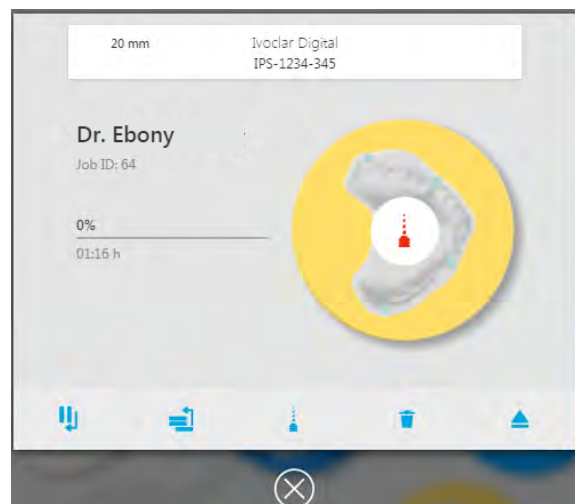 20 mm
Ivoclar Digital
IPS-1234-345
Dr. Ebony
Job ID: 64
0%
01:16 h